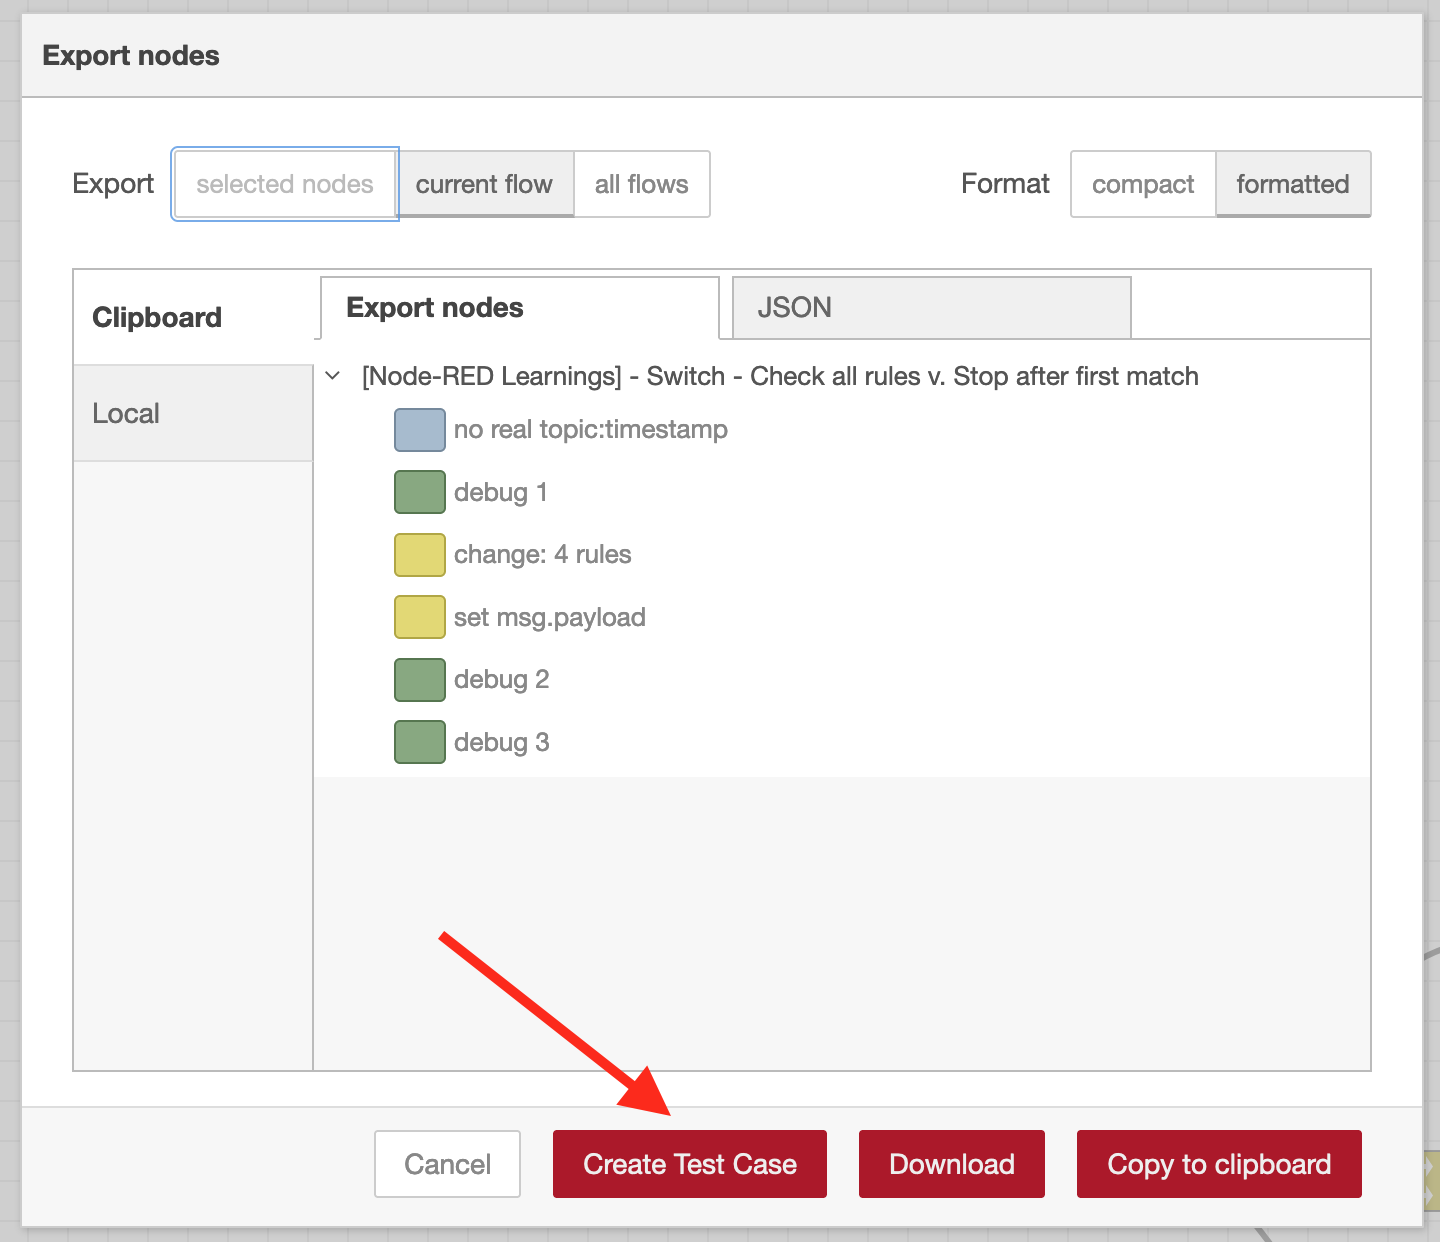 Export nodes
Export selected nodes current flow all flows Format compact formatted
Clipboard
Local
Export nodes JSON
[Node-RED Learnings] - Switch - Check all rules v. Stop after first match
no real topic:timestamp
debug 1
change: 4 rules
set msg.payload
debug 2
debug 3
Cancel Create Test Case Download Copy to clipboard